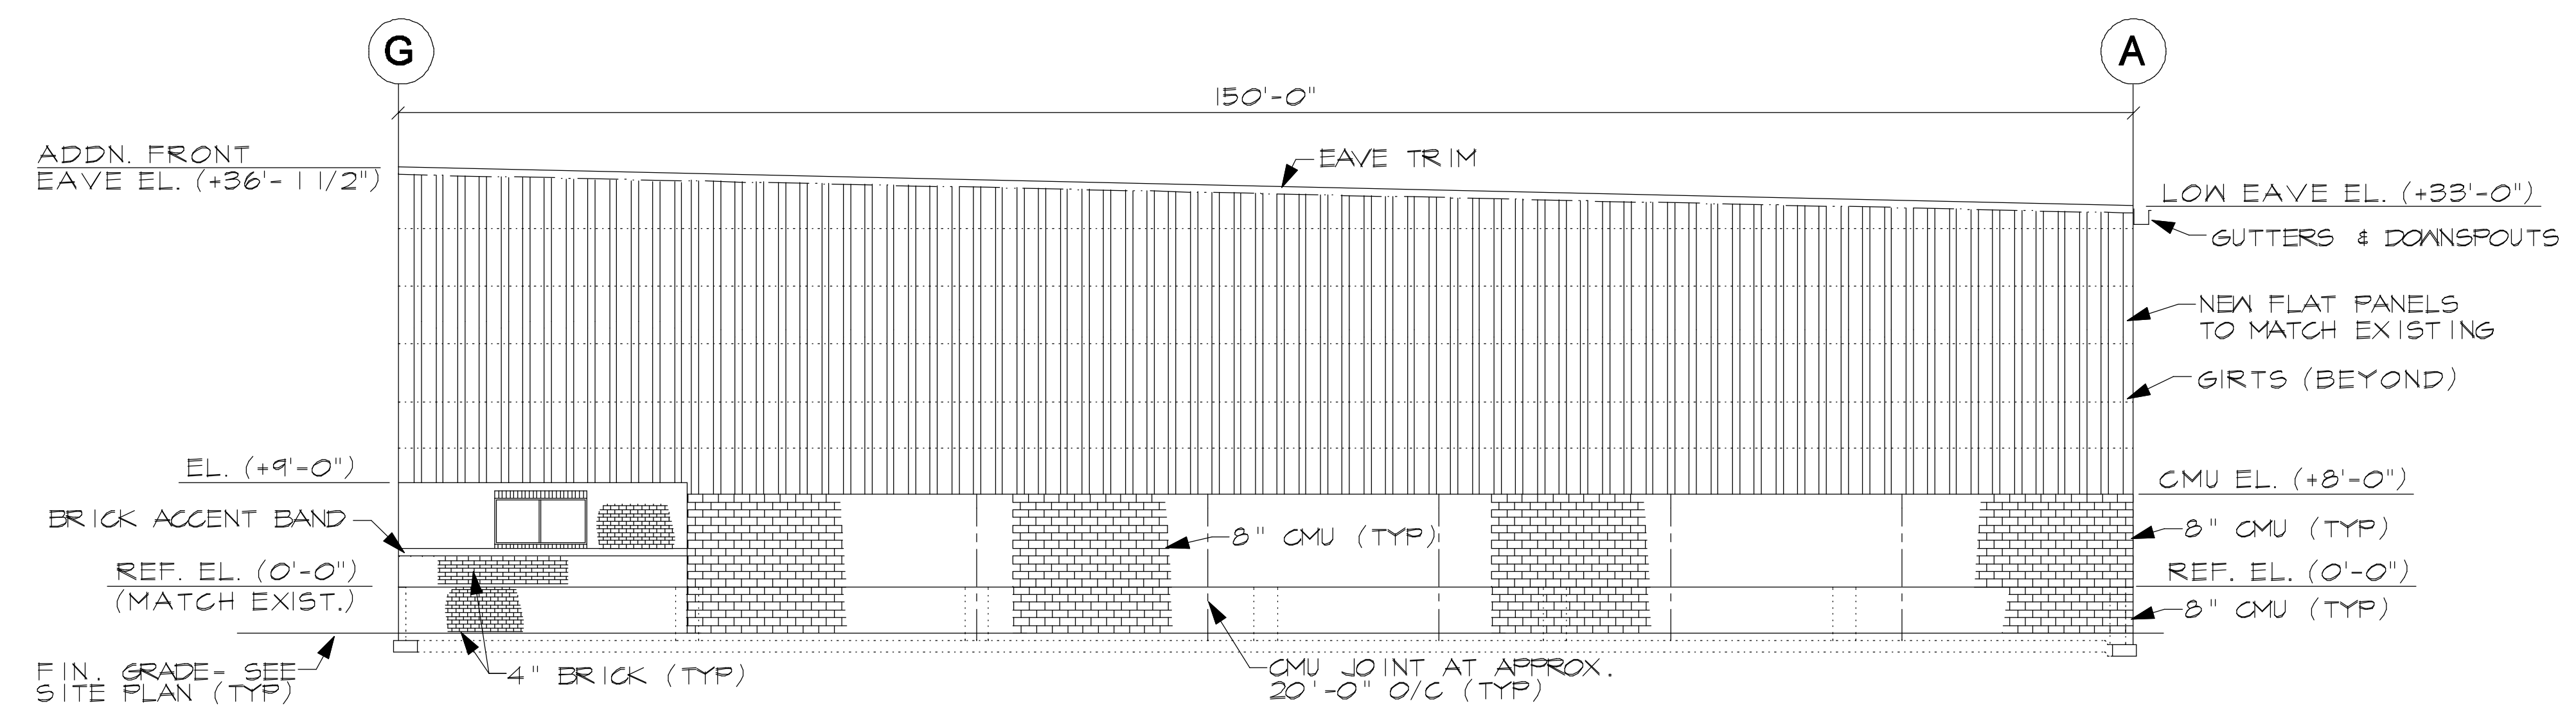 G
A
150'-0"
ADDN. FRONT
EAVE EL. (+36'-1 1/2")
EAVE TRIM
LOW EAVE EL. (+33'-0")
GUTTERS & DOWNSPOUTS
NEW FLAT PANELS
TO MATCH EXISTING
GIRTS (BEYOND)
EL. (+9'-0")
CMU EL. (+8'-0")
BRICK ACCENT BAND
8" CMU (TYP)
8" CMU (TYP)
REF. EL. (0'-0")
(MATCH EXIST.)
REF. EL. (0'-0")
8" CMU (TYP)
FIN. GRADE- SEE
SITE PLAN (TYP)
4" BRICK (TYP)
CMU JOINT AT APPROX.
20'-0" O/C (TYP)